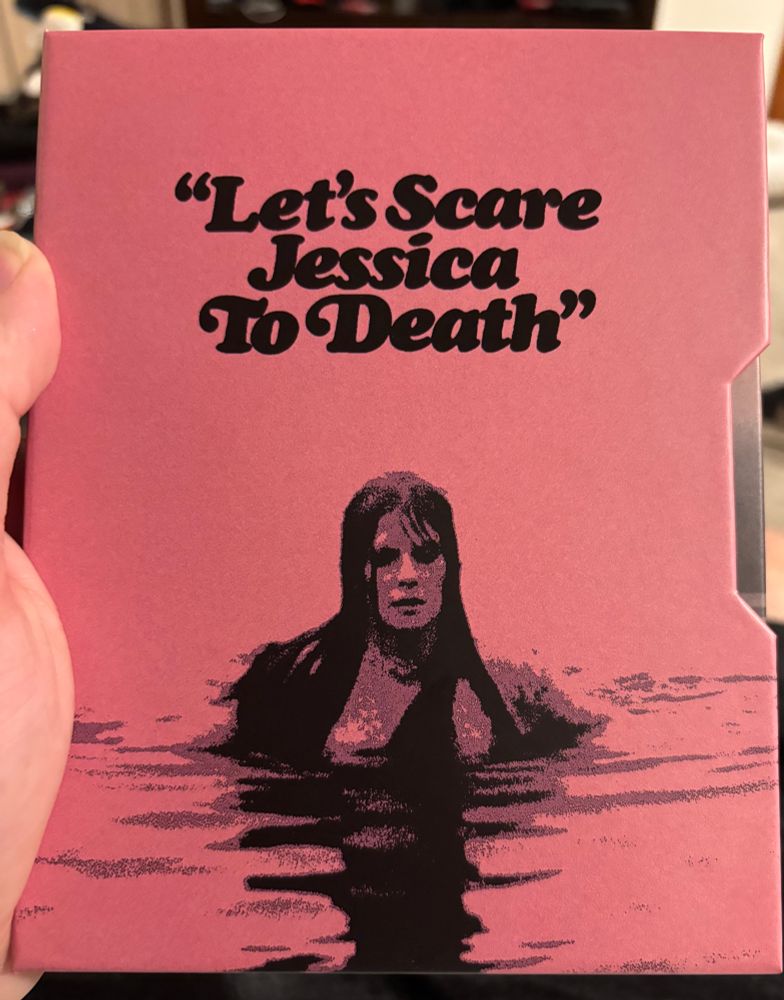 “Let’s Scare
Jessica
To Death”